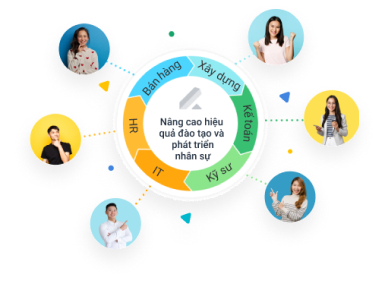 Bán hàng
Xây dựng
Kế toán
Kỹ sư
IT
HR
Nâng cao hiệu
quả đào tạo và
phát triển
nhân sự